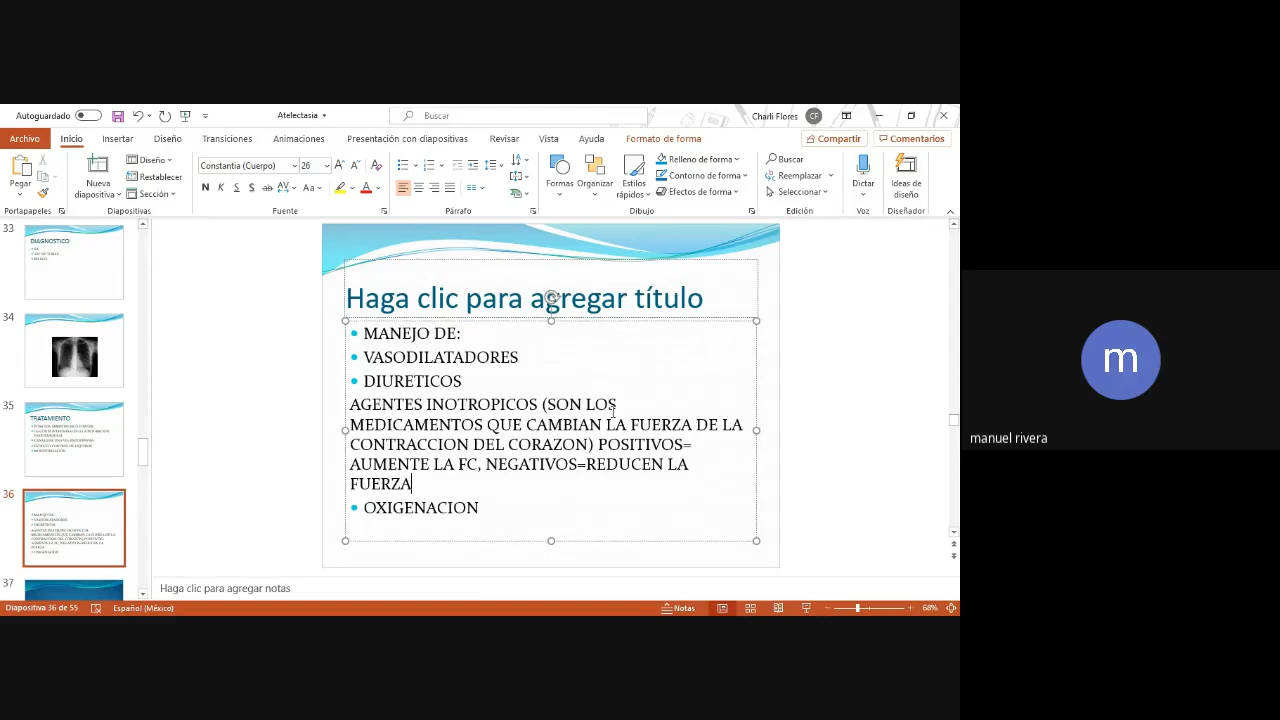 Autoguardado
Atelectasia
Buscar
Charli Flores
CF
Archivo
Inicio
Insertar
Diseño
Transiciones
Animaciones
Presentación con diapositivas
Revisar
Vista
Ayuda
Formato de forma
Compartir
Comentarios
Pegar
Nueva
diapositiva
Diseño
Restablecer
Sección
Constantia (Cuerpo)
26
N K S S ab AV Aa A
Formas
Organizar
Estilos
rápidos
Relleno de forma
Contorno de forma
Efectos de forma
Buscar
Reemplazar
Seleccionar
Dictar
Ideas de
diseño
Portapapeles
Diapositivas
Fuente
Párrafo
Dibujo
Edición
Voz
Diseñador
33
DIAGNOSTICO
34
35
TRATAMIENTO
36
37
Haga clic para agregar título
MANEJO DE:
VASODILATADORES
DIURETICOS
AGENTES INOTROPICOS (SON LOS
MEDICAMENTOS QUE CAMBIAN LA FUERZA DE LA
CONTRACCION DEL CORAZON) POSITIVOS=
AUMENTE LA FC, NEGATIVOS=REDUCEN LA
FUERZA
OXIGENACION
Haga clic para agregar notas
Diapositiva 36 de 55
Español (México)
Notas
68%
m
manuel rivera